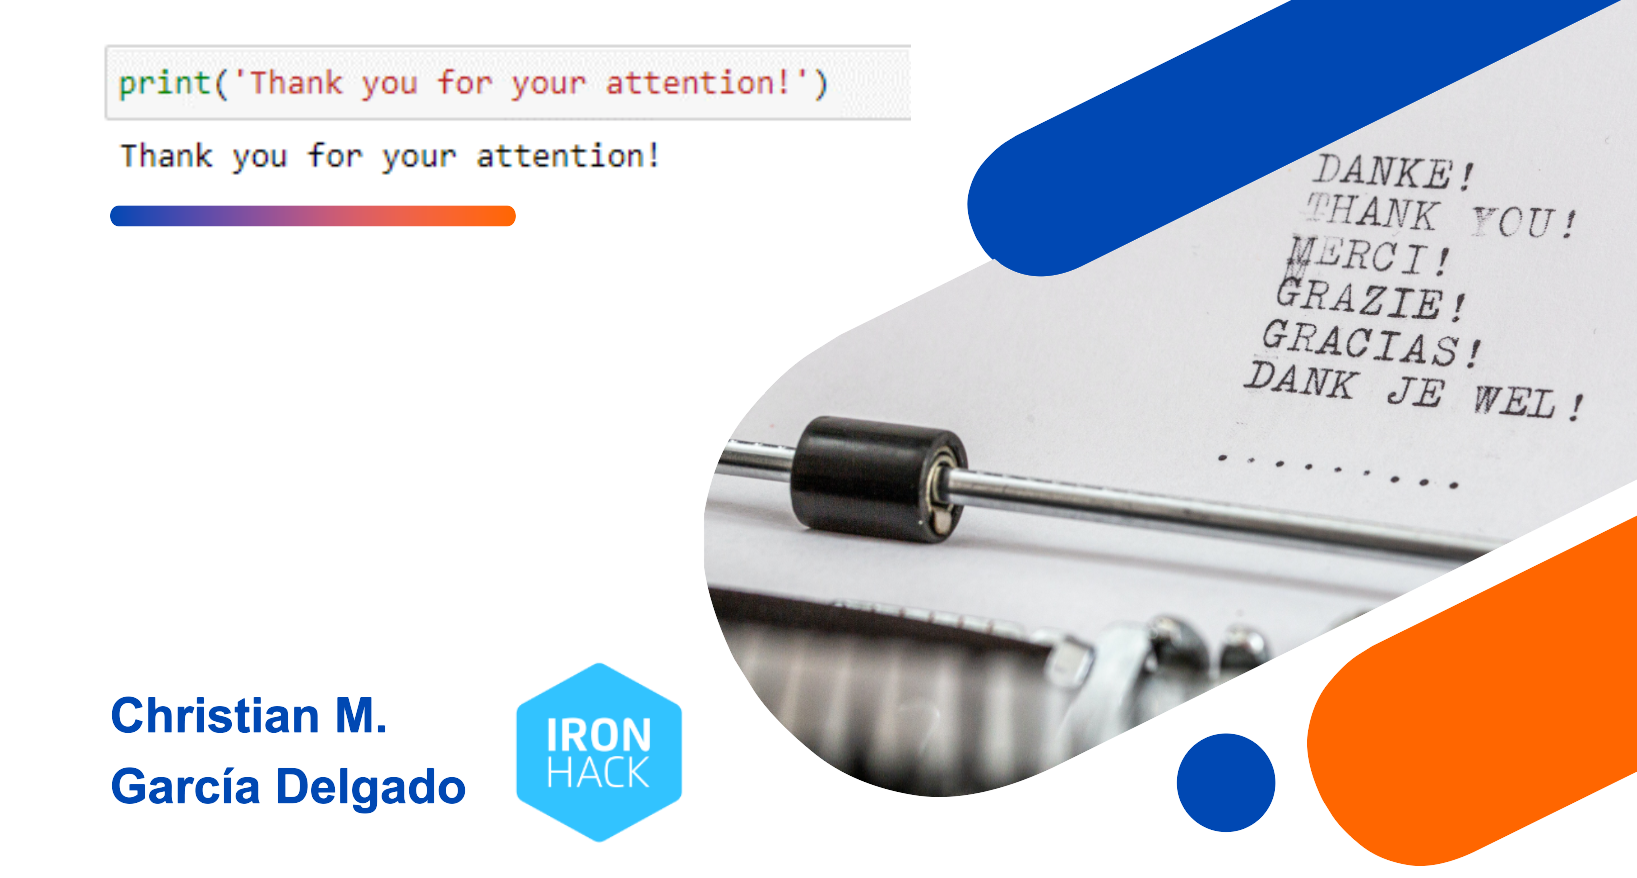 print('Thank you for your attention!')
Thank you for your attention!
DANKE!
THANK YOU!
MERCI!
GRAZIE!
GRACIAS!
DANK JE WEL!
.........
Christian M.
García Delgado
IRON
HACK